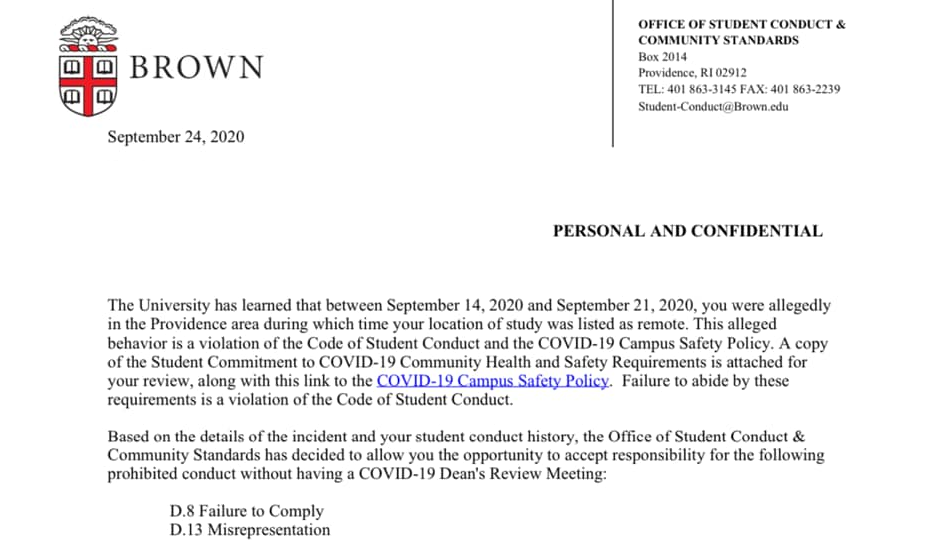 BROWN
OFFICE OF STUDENT CONDUCT &
COMMUNITY STANDARDS
Box 2014
Providence, RI 02912
TEL: 401 863-3145 FAX: 401 863-2239
Student-Conduct@Brown.edu
September 24, 2020
PERSONAL AND CONFIDENTIAL
The University has learned that between September 14, 2020 and September 21, 2020, you were allegedly
in the Providence area during which time your location of study was listed as remote. This alleged
behavior is a violation of the Code of Student Conduct and the COVID-19 Campus Safety Policy. A copy
of the Student Commitment to COVID-19 Community Health and Safety Requirements is attached for
your review, along with this link to the COVID-19 Campus Safety Policy. Failure to abide by these
requirements is a violation of the Code of Student Conduct.
Based on the details of the incident and your student conduct history, the Office of Student Conduct &
Community Standards has decided to allow you the opportunity to accept responsibility for the following
prohibited conduct without having a COVID-19 Dean's Review Meeting:
D.8 Failure to Comply
D.13 Misrepresentation